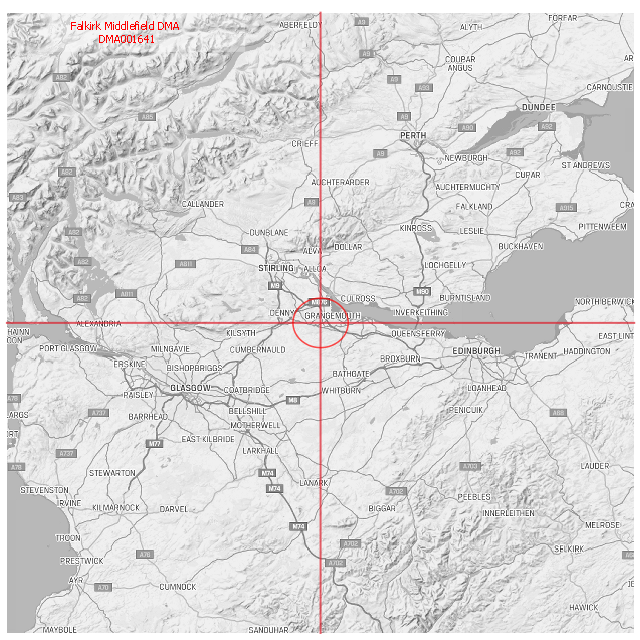 Falkirk Middlefield DMA
DMA001641
ABERFELDY
A9
ALYTH
FORFAR
A9
COUPAR
ANGUS
A82
A9
A93
CARNOUSTIE
DUNDEE
A85
A9
A90
A92
PERTH
CRIEFF
A9
NEWBURGH
A92
ST ANDREWS
A82
CUPAR
AUCHTERARDER
AUCHTERMUCHTY
A83
CALLANDER
A9
FALKLAND
A915
PITTENWEEM
DUNBLANE
KINROSS
LESLIE
A82
A84
ALVA
DOLLAR
BUCKHAVEN
A82
A811
STIRLING
ALLOA
LOCHGELLY
M9
M90
A82
A811
M876
CULROSS
BURNTISLAND
NORTH BERWICK
DENNY
GRANGEMOUTH
INVERKEITHING
ALEXANDRIA
KILSYTH
QUEENSFERRY
EAST LINT
PORT GLASGOW
MILNGAVIE
CUMBERNAULD
BROXBURN
EDINBURGH
HADDINGTON
TRANENT
ERSKINE
BISHOPBRIGGS
BATHGATE
GLASGOW
COATBRIDGE
WHITBURN
LOANHEAD
PAISLEY
M8
A737
BELLSHILL
PENICUIK
A68
BARRHEAD
MOTHERWELL
M77
EAST KILBRIDE
A737
LARKHALL
A78
STEWARTON
M74
A703
LAUDER
STEVENSTON
M74
LANARK
A702
PEEBLES
IRVINE
KILMARNOCK
DARVEL
BIGGAR
INNERLEITHEN
M74
MELROSE
TROON
A702
SELKIRK
A76
PRESTWICK
A702
AYR
A70
CUMNOCK
HAWICK
MAYBOLE
SANQUHAR